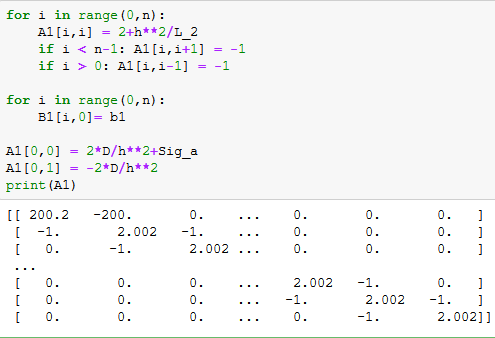 for i in range(0,n):
    A1[i,i] = 2+h**2/L_2
    if i < n-1: A1[i,i+1] = -1
    if i > 0: A1[i,i-1] = -1

for i in range(0,n):
    B1[i,0]= b1

A1[0,0] = 2*D/h**2+Sig_a
A1[0,1] = -2*D/h**2
print(A1)
[[ 200.2   -200.       0.    ...    0.       0.       0.   ]
 [  -1.       2.002   -1.    ...    0.       0.       0.   ]
 [   0.      -1.       2.002 ...    0.       0.       0.   ]
 ...
 [   0.       0.       0.    ...    2.002   -1.       0.   ]
 [   0.       0.       0.    ...   -1.       2.002   -1.   ]
 [   0.       0.       0.    ...    0.      -1.       2.002]]